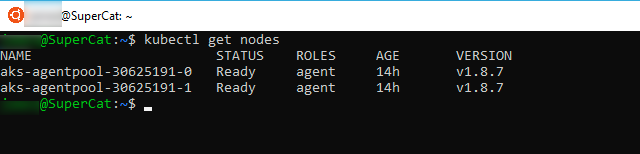 @SuperCat: ~
@SuperCat:~$ kubectl get nodes
NAME STATUS ROLES AGE VERSION
aks-agentpool-30625191-0 Ready agent 14h v1.8.7
aks-agentpool-30625191-1 Ready agent 14h v1.8.7
@SuperCat:~$